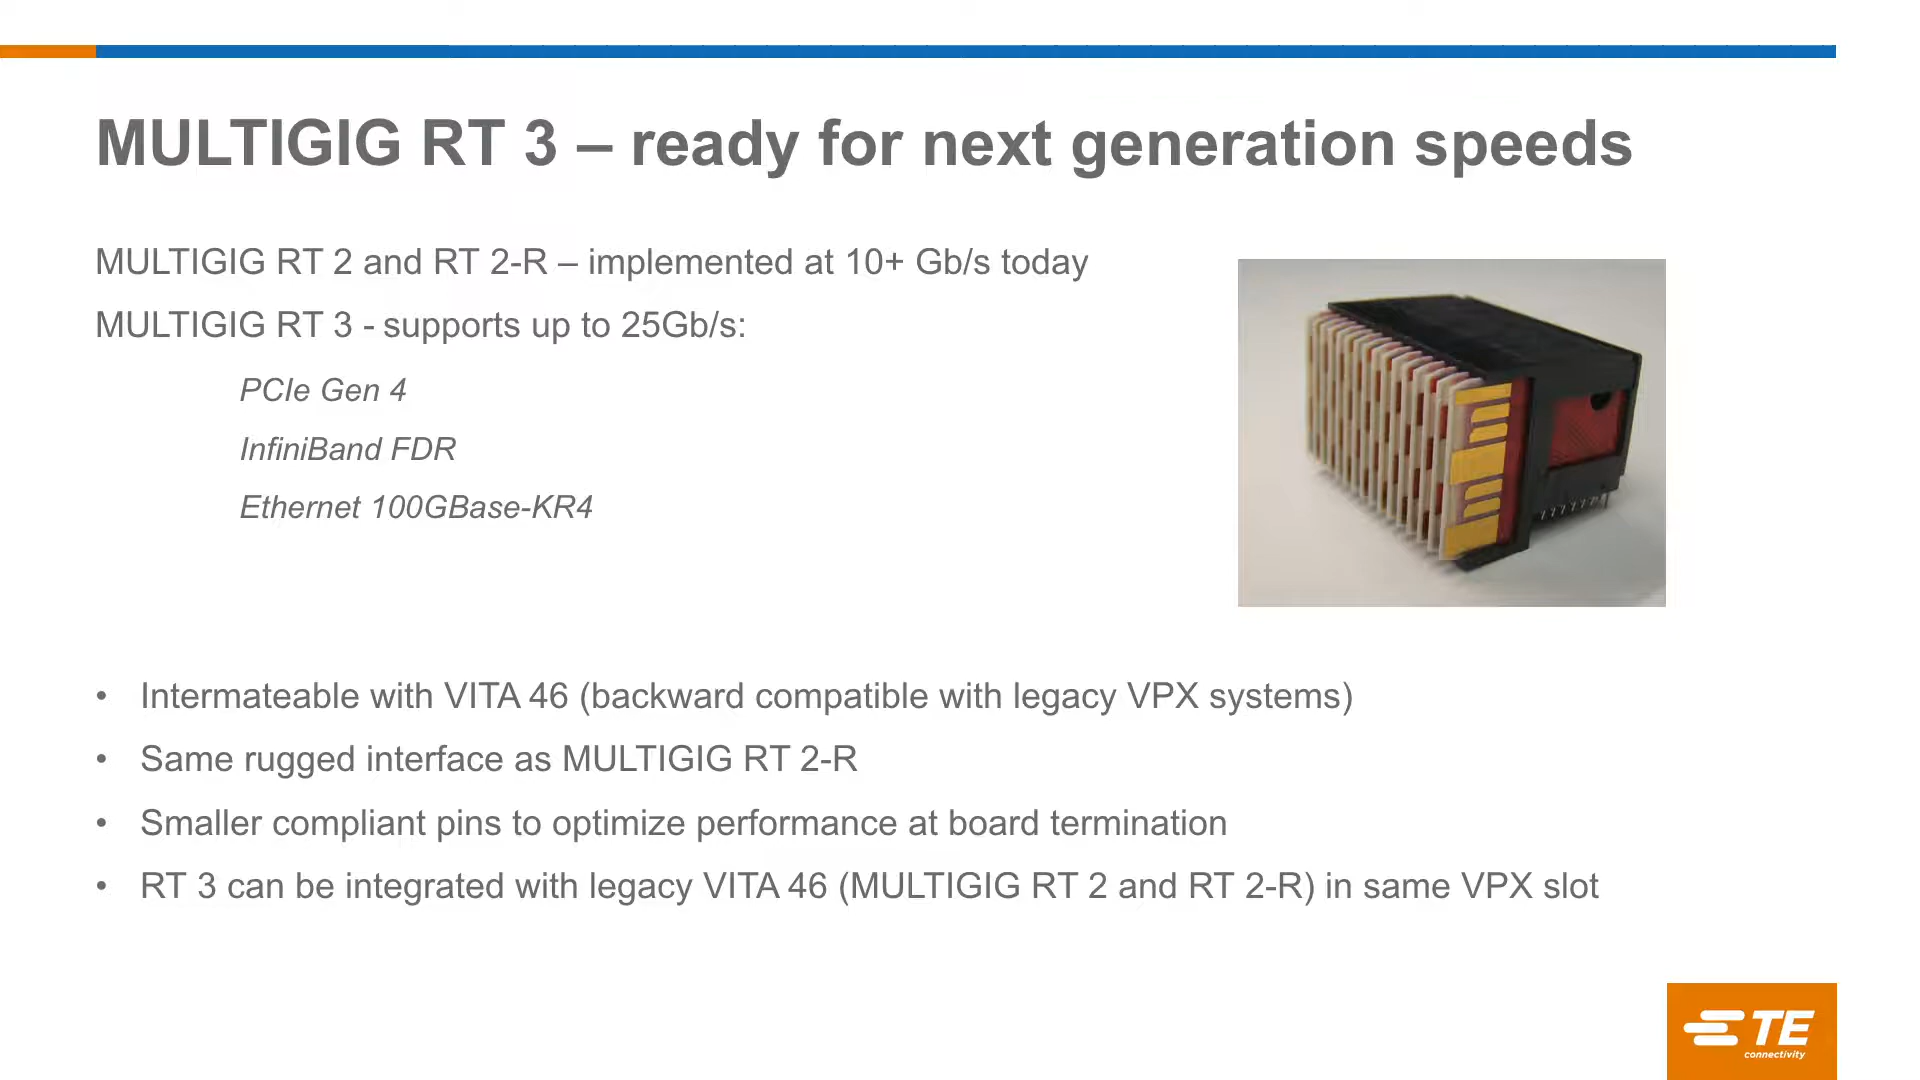 MULTIGIG RT 3 – ready for next generation speeds
MULTIGIG RT 2 and RT 2-R – implemented at 10+ Gb/s today
MULTIGIG RT 3 - supports up to 25Gb/s:
PCIe Gen 4
InfiniBand FDR
Ethernet 100GBase-KR4
• Intermateable with VITA 46 (backward compatible with legacy VPX systems)
• Same rugged interface as MULTIGIG RT 2-R
• Smaller compliant pins to optimize performance at board termination
• RT 3 can be integrated with legacy VITA 46 (MULTIGIG RT 2 and RT 2-R) in same VPX slot
TE
connectivity